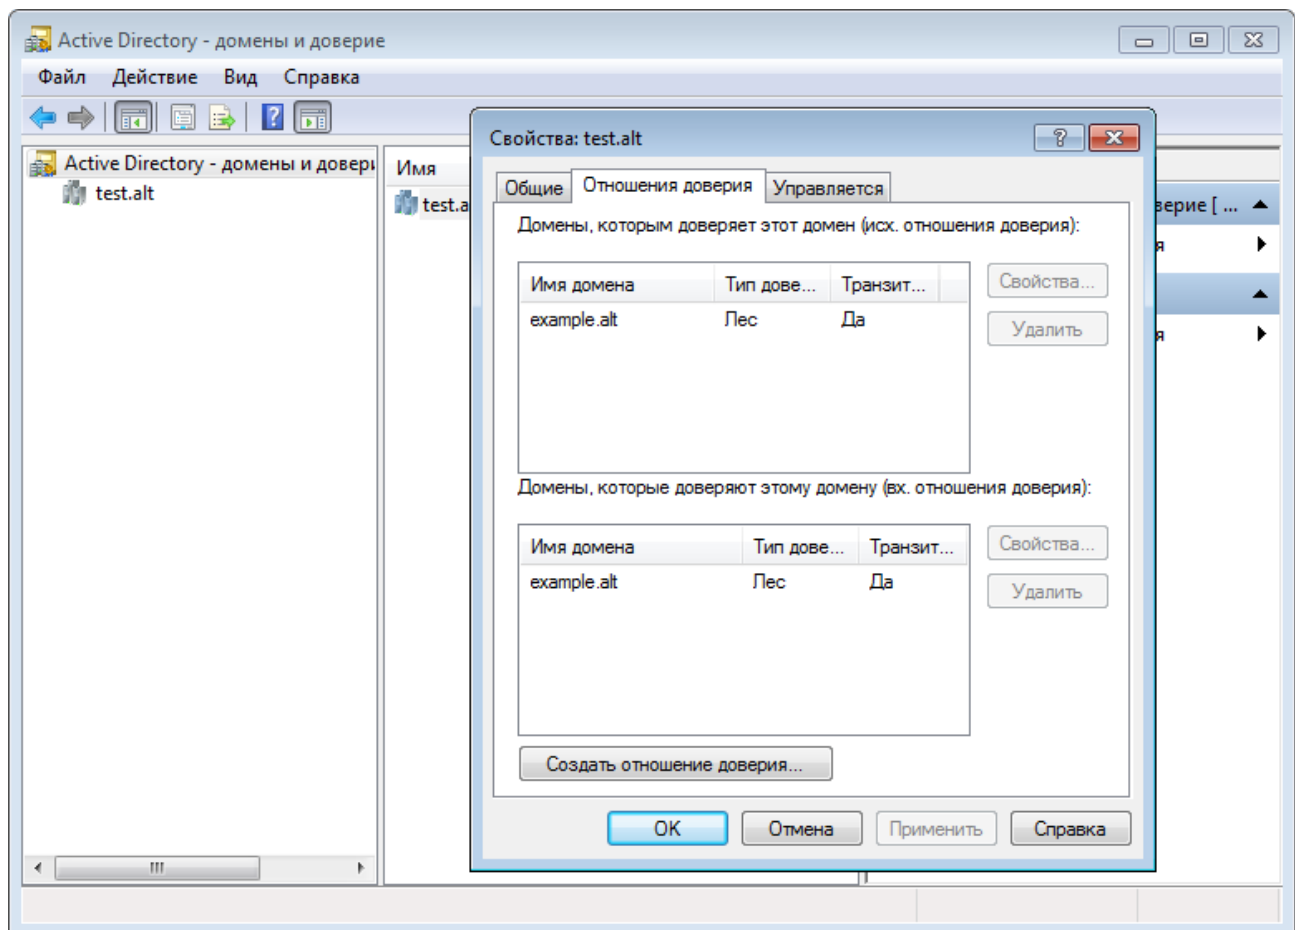 Active Directory - домены и доверие
Файл Действие Вид Справка
Active Directory - домены и довери
test.alt
Имя
test.a
верие [ ...
я
я
Свойства: test.alt
Общие Отношения доверия Управляется
Домены, которым доверяет этот домен (исх. отношения доверия):
Имя домена Тип дове... Транзит...
example.alt Лес Да
Свойства...
Удалить
Домены, которые доверяют этому домену (вх. отношения доверия):
Имя домена Тип дове... Транзит...
example.alt Лес Да
Свойства...
Удалить
Создать отношение доверия...
OK Отмена Применить Справка